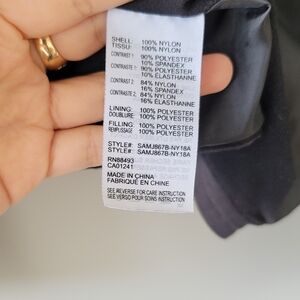 SHELL: 100% NYLON
TISSU: 100% NYLON
CONTRAST 1: 90% POLYESTER
10% SPANDEX
CONTRASTE 1: 90% POLYESTER
10% ÉLASTHANNE
CONTRAST 2: 84% NYLON
16% SPANDEX
CONTRASTE 2: 84% NYLON
16% ÉLASTHANNE
LINING: 100% POLYESTER
DOUBLURE 100% POLYESTER
FILLING: 100% POLYESTER
REMPLISSAGE 100% POLYESTER
STYLE#: SAMJ867B-NY18A
STYLE#: SAMJ867B-NY18A
RN88493
CA01241
MADE IN CHINA
FABRIQUÉ EN CHINE
SEE REVERSE FOR CARE INSTRUCTION
SEE VERSO POUR SOINS INSTRUCTION